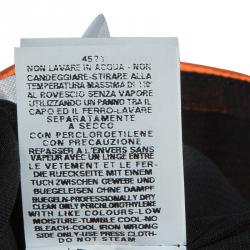 4571
NON LAVARE IN ACQUA - NON
CANDEGGIARE-STIRARE ALLA
TEMPERATURA MASSIMA DI 110°
AL ROVESCIO SENZA VAPORE
UTILIZZANDO UN PANNO TRA IL
CAPO ED IL FERRO-LAVARE
SEPARATAMENTE
A SECCO
CON PERCLOROETILENE
CON PRECAUZIONE
REPASSER A L'ENVERS SANS
VAPEUR AVEC UN LINGE ENTRE
LE VETEMENT ET LE FER-
DIE RUECKSEITE MIT EINEM
TUCH ZWISCHEN GEWEBE UND
BUEGELEISEN OHNE DAMPF
BUEGELN-PROFESSIONALLY DRY
CLEAN ONLY PERCHLORETHYLENE
WITH LIKE COLOURS-LOW
MOISTURE-TUMBLE COOL-NO
BLEACH-COOL IRON ON WRONG
SIDE ONLY-USE PRESS CLOTH-
DO NOT STEAM